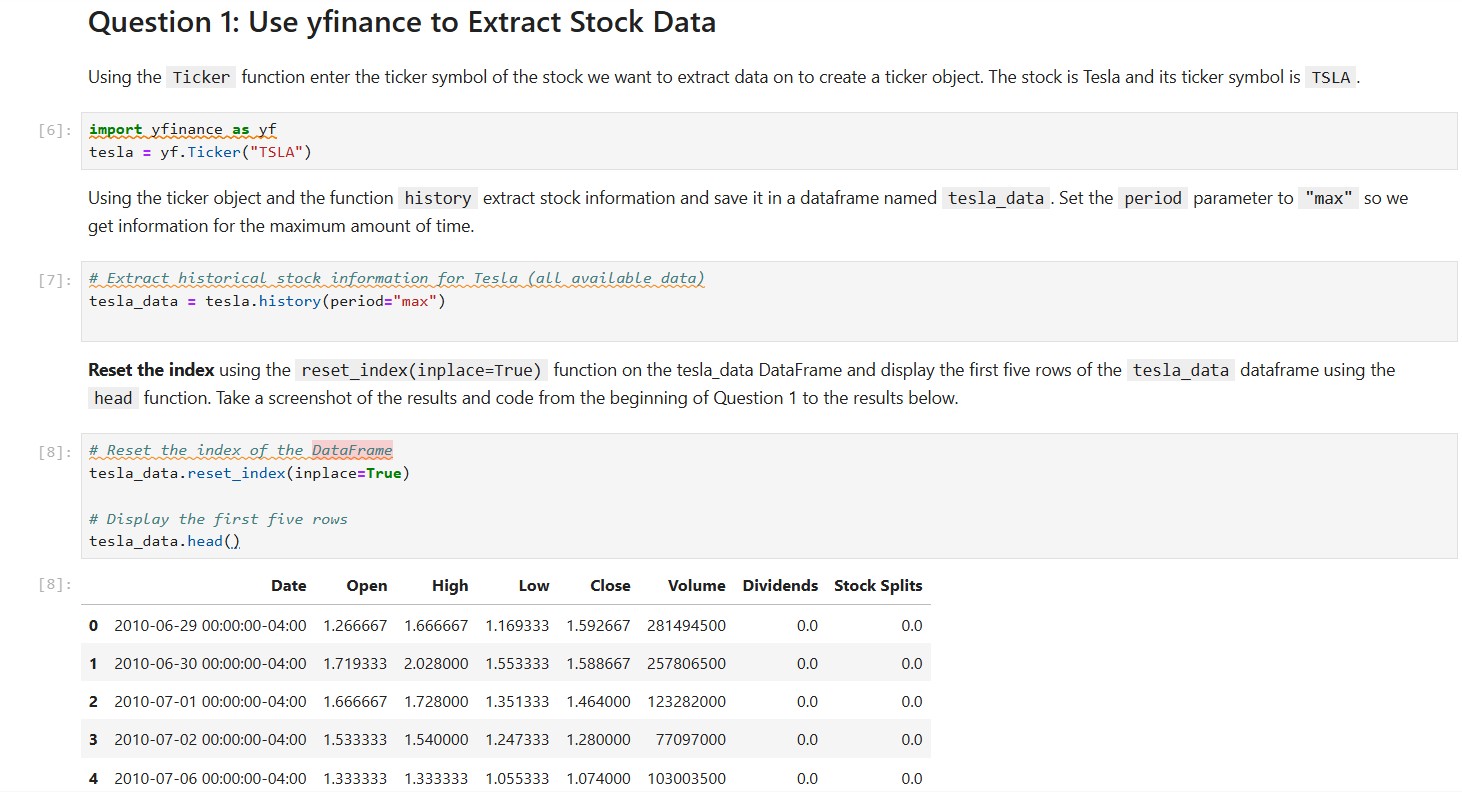 Question 1: Use yfinance to Extract Stock Data
Using the Ticker function enter the ticker symbol of the stock we want to extract data on to create a ticker object. The stock is Tesla and its ticker symbol is TSLA .
[6]: import yfinance as yf
tesla = yf.Ticker("TSLA")
Using the ticker object and the function history extract stock information and save it in a dataframe named tesla_data . Set the period parameter to "max" so we
get information for the maximum amount of time.
[7]: # Extract historical stock information for Tesla (all available data)
tesla_data = tesla.history(period="max")
Reset the index using the reset_index(inplace=True) function on the tesla_data DataFrame and display the first five rows of the tesla_data dataframe using the
head function. Take a screenshot of the results and code from the beginning of Question 1 to the results below.
[8]: # Reset the index of the DataFrame
tesla_data.reset_index(inplace=True)
# Display the first five rows
tesla_data.head()
[8]: Date Open High Low Close Volume Dividends Stock Splits
0 2010-06-29 00:00:00-04:00 1.266667 1.666667 1.169333 1.592667 281494500 0.0 0.0
1 2010-06-30 00:00:00-04:00 1.719333 2.028000 1.553333 1.588667 257806500 0.0 0.0
2 2010-07-01 00:00:00-04:00 1.666667 1.728000 1.351333 1.464000 123282000 0.0 0.0
3 2010-07-02 00:00:00-04:00 1.533333 1.540000 1.247333 1.280000 77097000 0.0 0.0
4 2010-07-06 00:00:00-04:00 1.333333 1.333333 1.055333 1.074000 103003500 0.0 0.0